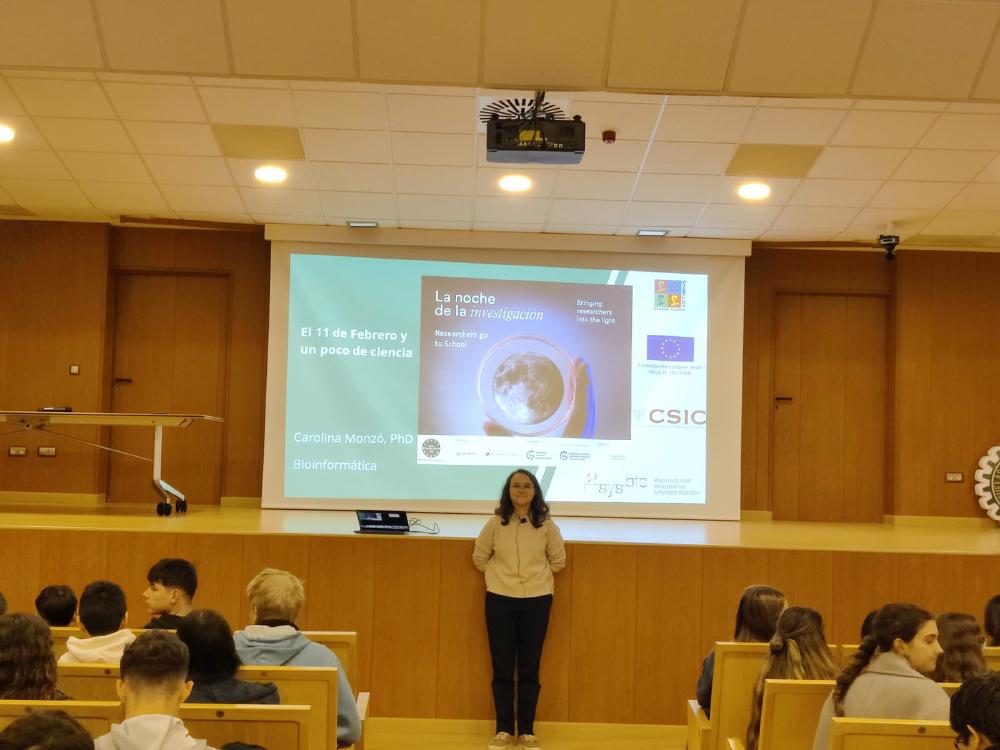 El 11 de Febrero y
un poco de ciencia
Carolina Monzó, PhD
Bioinformática
La noche
de la investigación
Researchers go
to School
Bringing
researchers
into the light
CSIC
sysbio
INSTITUTE FOR
INTEGRATIVE
SYSTEMS BIOLOGY